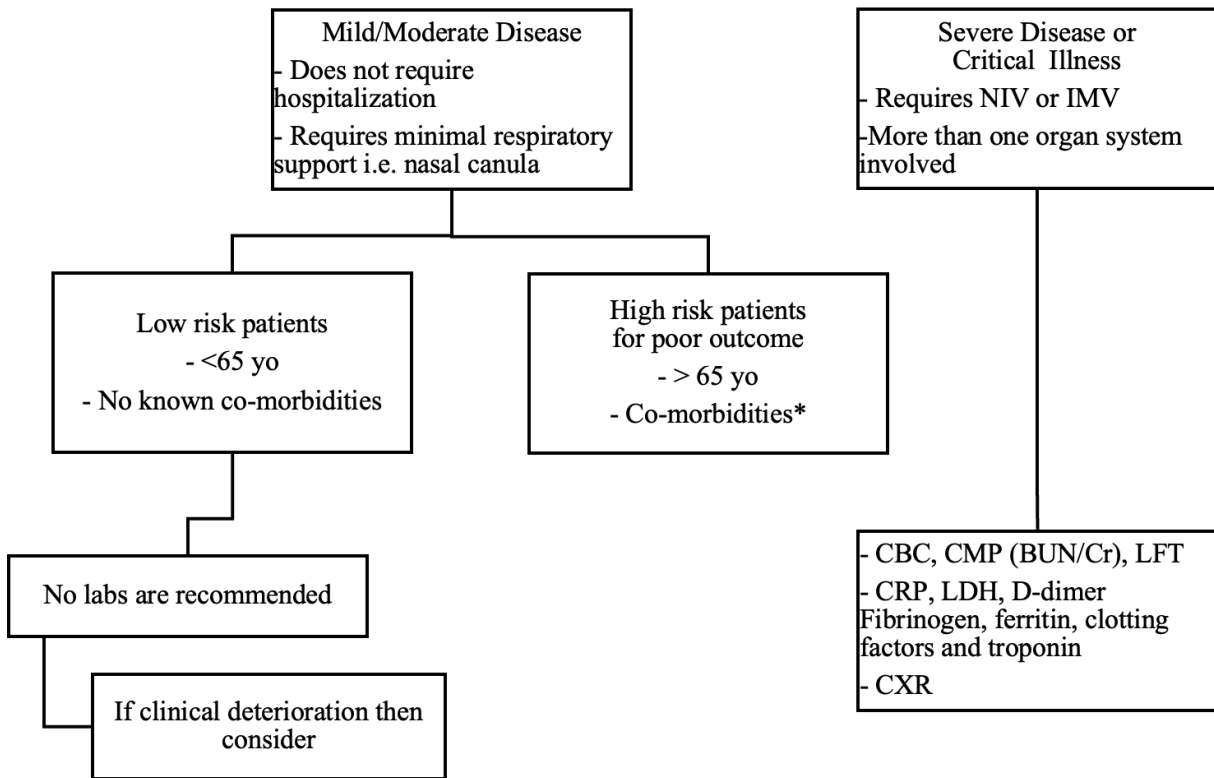 Mild/Moderate Disease
- Does not require
hospitalization
- Requires minimal respiratory
support i.e. nasal canula
Severe Disease or
Critical Illness
- Requires NIV or IMV
-More than one organ system
involved
Low risk patients
- <65 yo
- No known co-morbidities
High risk patients
for poor outcome
- > 65 yo
- Co-morbidities*
No labs are recommended
If clinical deterioration then
consider
- CBC, CMP (BUN/Cr), LFT
- CRP, LDH, D-dimer
Fibrinogen, ferritin, clotting
factors and troponin
- CXR